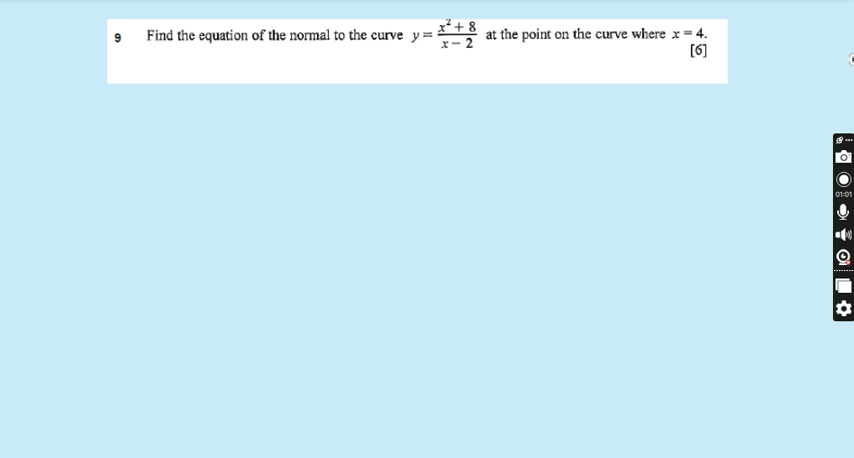 9 Find the equation of the normal to the curve y = \frac{x² + 8}{x − 2} at the point on the curve where x = 4.
[6]
01:01